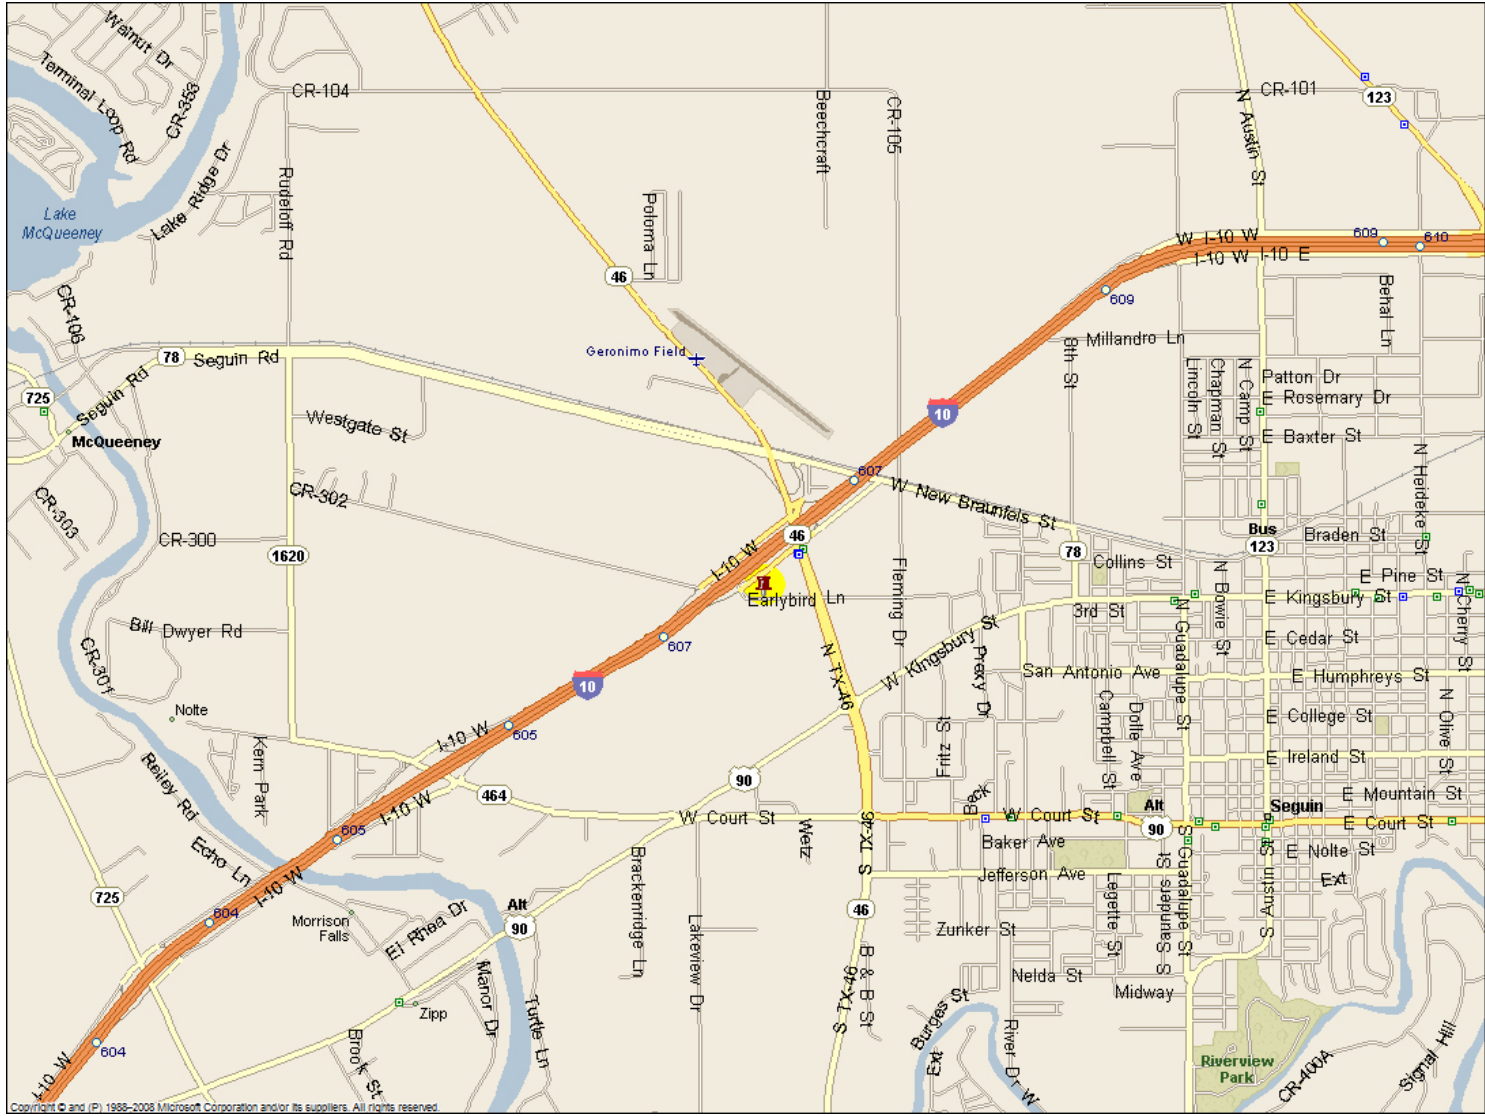 Walnut Dr
Terminal Loop Rd
CR-353
CR-104
Beechcraft
CR-105
N Austin St
CR-101
123
Lake
McQueeney
Lake Ridge Dr
Rudeloff Rd
Poloma Ln
46
W I-10 W
I-10 W I-10 E
609
610
609
Behal Ln
CR-106
78
Seguin Rd
Geronimo Field
Millandro Ln
8th St
Lincoln St
Chapman St
N Camp St
Patton Dr
E Rosemary Dr
E Baxter St
725
Seguin Rd
McQueeney
Westgate St
10
607
W New Braunfels St
N Heideke St
CR-303
CR-302
CR-300
1620
I-10 W
46
Earlybird Ln
Fleming Dr
78
Collins St
Bus
123
Braden St
E Pine St
E Kingsbury St
N Cherry St
3rd St
N Bowie St
N Guadalupe St
E Cedar St
Bill Dwyer Rd
CR-301
607
10
N TX-46
W Kingsbury St
Prexy Dr
San Antonio Ave
E Humphreys St
Nolte
Campbell St
Dolle Ave
E College St
N Olive St
I-10 W
605
Kern Park
Fritz St
E Ireland St
Reiley Rd
464
90
I-10 W
605
W Court St
Wetz
Back
W Court St
Alt
90
Seguin
E Mountain St
E Court St
S TX-46
Baker Ave
E Nolte St
Ext
Echo Ln
I-10 W
Jefferson Ave
Legette St
S Saunders St
S Guadalupe St
S Austin St
725
604
Morrison
Falls
El Rhea Dr
Alt
90
Brackenridge Ln
Lakeview Dr
46
B & B St
Zunker St
Nelda St
Midway
S TX-46
Manor Dr
Zipp
Turtle Ln
Brook St
Burges St
Ext
River Dr W
604
I-10 W
Riverview
Park
CR-400A
Signal Hill
Copyright © and (P) 1988–2008 Microsoft Corporation and/or its suppliers. All rights reserved.